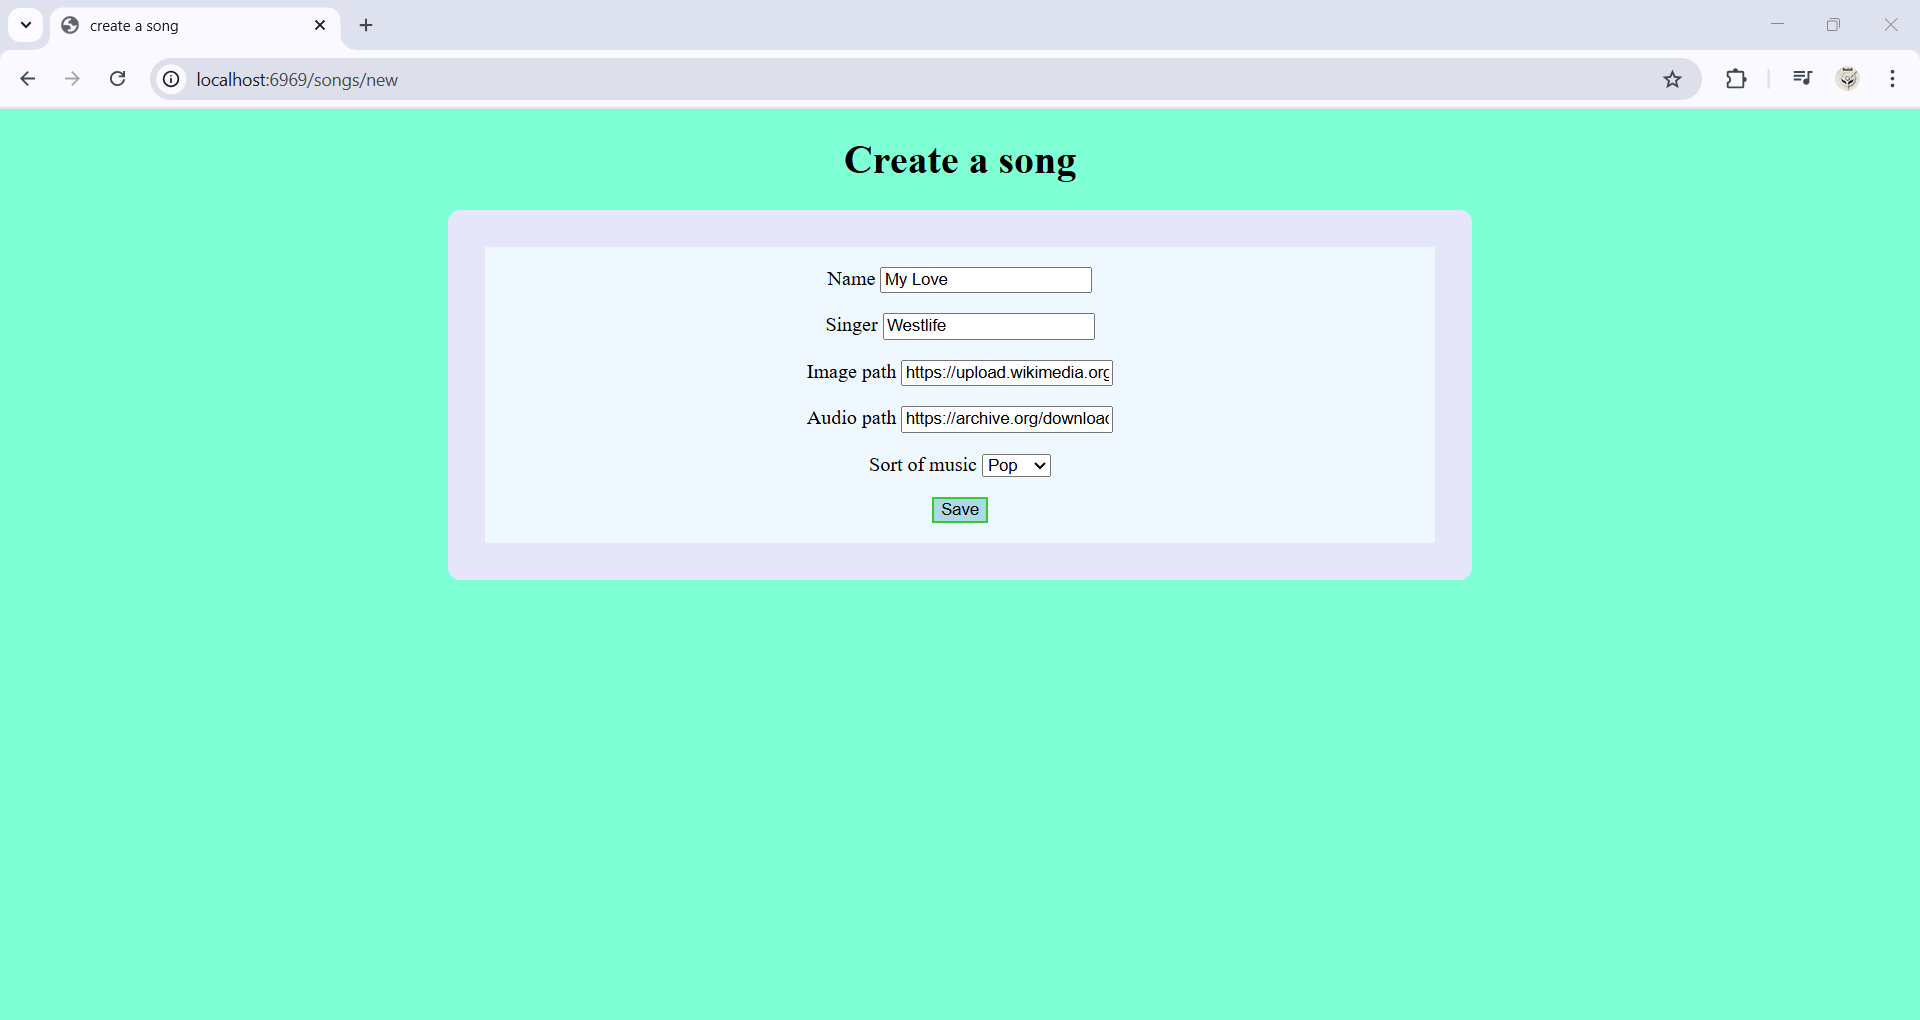 create a song
localhost:6969/songs/new
Create a song
Name My Love
Singer Westlife
Image path https://upload.wikimedia.org
Audio path https://archive.org/download
Sort of music Pop
Save